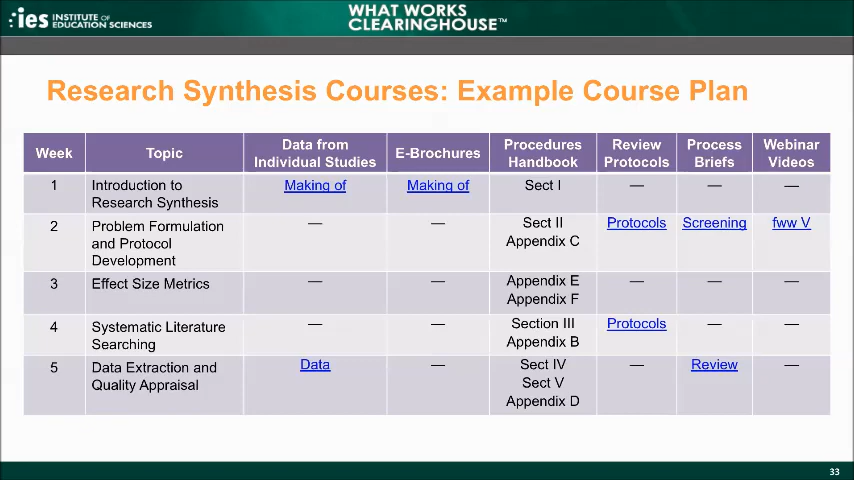 ies INSTITUTE OF
EDUCATION SCIENCES
WHAT WORKS
CLEARINGHOUSE™
Research Synthesis Courses: Example Course Plan
Week Topic Data from Individual Studies E-Brochures Procedures Handbook Review Protocols Process Briefs Webinar Videos
1 Introduction to Research Synthesis Making of Making of Sect I — — —
2 Problem Formulation and Protocol Development — — Sect II Appendix C Protocols Screening fww V
3 Effect Size Metrics — — Appendix E Appendix F — — —
4 Systematic Literature Searching — — Section III Appendix B Protocols — —
5 Data Extraction and Quality Appraisal Data — Sect IV Sect V Appendix D — Review —
33